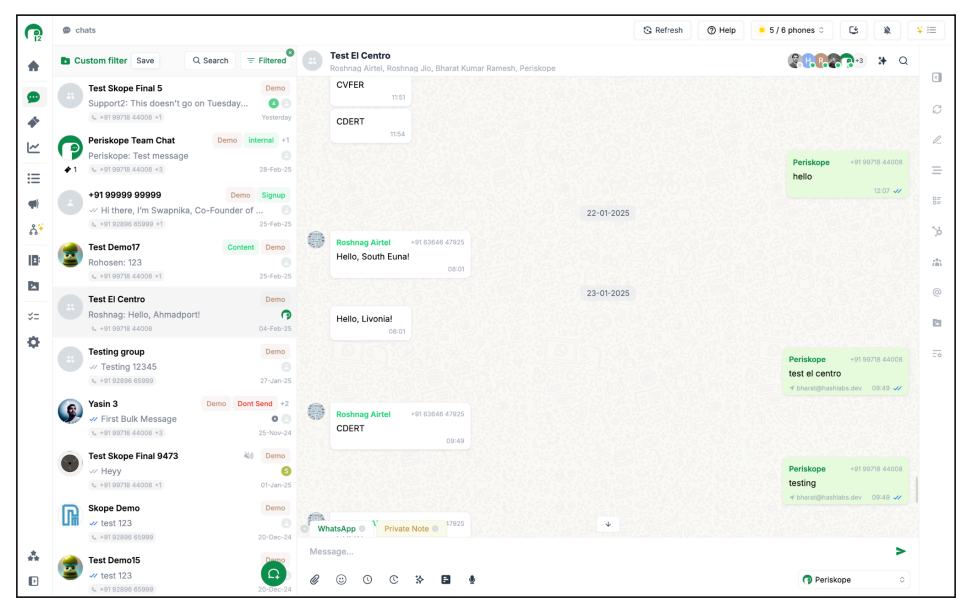 12
chats
Refresh
Help
5 / 6 phones
Custom filter
Save
Search
Filtered
Test Skope Final 5
Demo
Support2: This doesn't go on Tuesday...
4
+91 99718 44008 +1
Yesterday
Periskope Team Chat
Demo
internal
+1
Periskope: Test message
1
+91 99718 44008 +3
28-Feb-25
+91 99999 99999
Demo
Signup
Hi there, I'm Swapnika, Co-Founder of ...
+91 92896 65999 +1
25-Feb-25
Test Demo17
Content
Demo
Rohosen: 123
+91 99718 44008 +1
25-Feb-25
Test El Centro
Demo
Roshnag: Hello, Ahmadport!
+91 99718 44008
04-Feb-25
Testing group
Demo
Testing 12345
+91 92896 65999
27-Jan-25
Yasin 3
Demo
Dont Send
+2
First Bulk Message
+91 99718 44008 +3
25-Nov-24
Test Skope Final 9473
Demo
Heyy
S
+91 99718 44008 +1
01-Jan-25
Skope Demo
Demo
test 123
+91 92896 65999
20-Dec-24
Test Demo15
Demo
test 123
+91 92896 65999
20-Dec-24
Test El Centro
Roshnag Airtel, Roshnag Jio, Bharat Kumar Ramesh, Periskope
H
R
+3
CVFER
11:51
CDERT
11:54
Periskope
+91 99718 44008
hello
12:07
22-01-2025
Roshnag Airtel
+91 83646 47925
Hello, South Euna!
08:01
23-01-2025
Hello, Livonia!
08:01
Periskope
+91 99718 44008
test el centro
bharat@hashlabs.dev
09:49
Roshnag Airtel
+91 83646 47925
CDERT
09:49
Periskope
+91 99718 44008
testing
bharat@hashlabs.dev
09:49
47925
WhatsApp
Private Note
Message...
Periskope